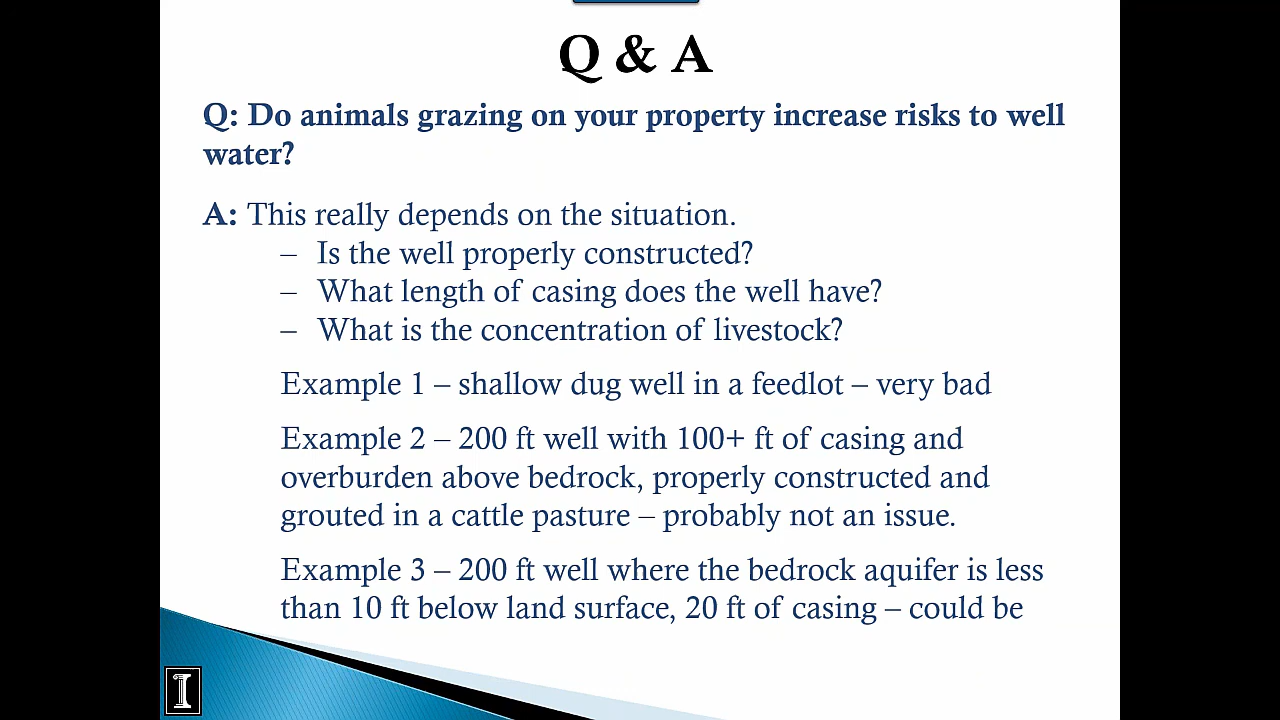 Q & A
Q: Do animals grazing on your property increase risks to well
water?
A: This really depends on the situation.
– Is the well properly constructed?
– What length of casing does the well have?
– What is the concentration of livestock?
Example 1 – shallow dug well in a feedlot – very bad
Example 2 – 200 ft well with 100+ ft of casing and
overburden above bedrock, properly constructed and
grouted in a cattle pasture – probably not an issue.
Example 3 – 200 ft well where the bedrock aquifer is less
than 10 ft below land surface, 20 ft of casing – could be
I